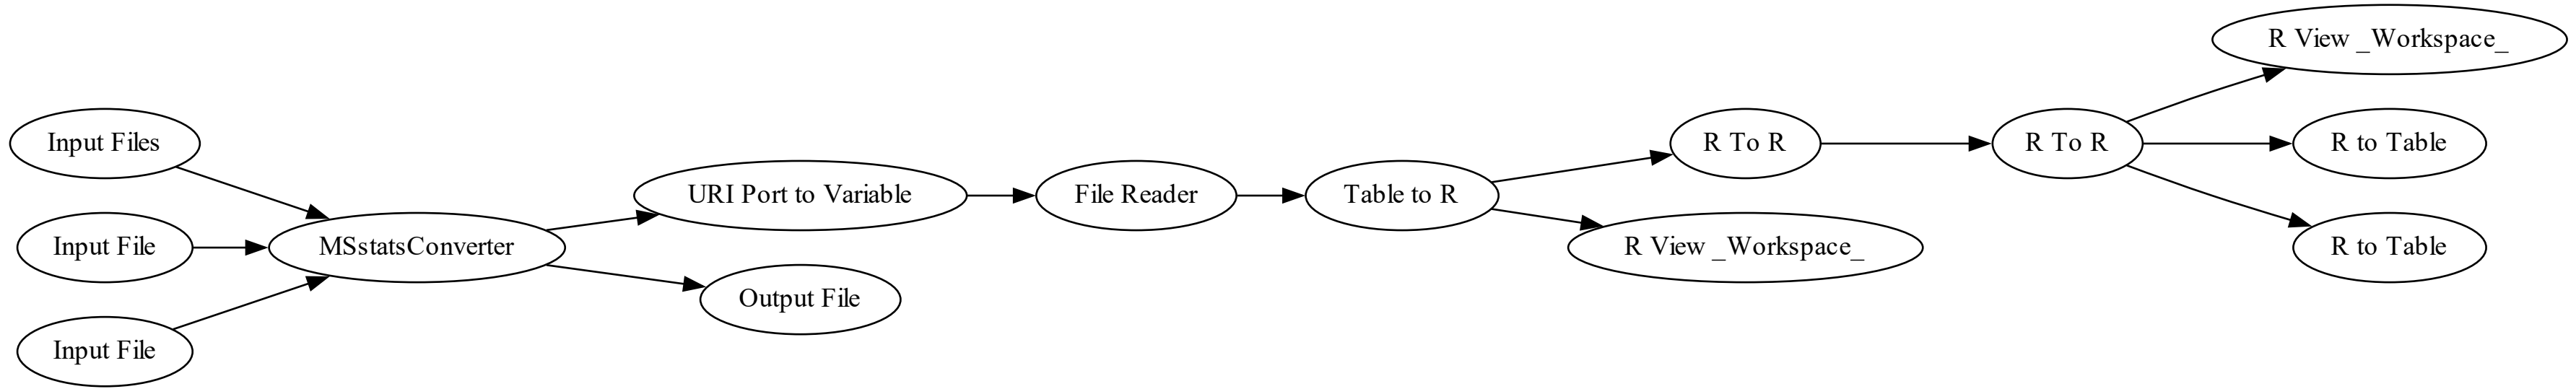 Input Files
Input File
Input File
MSstatsConverter
URI Port to Variable
Output File
File Reader
Table to R
R To R
R View _Workspace_
R To R
R View _Workspace_
R to Table
R to Table